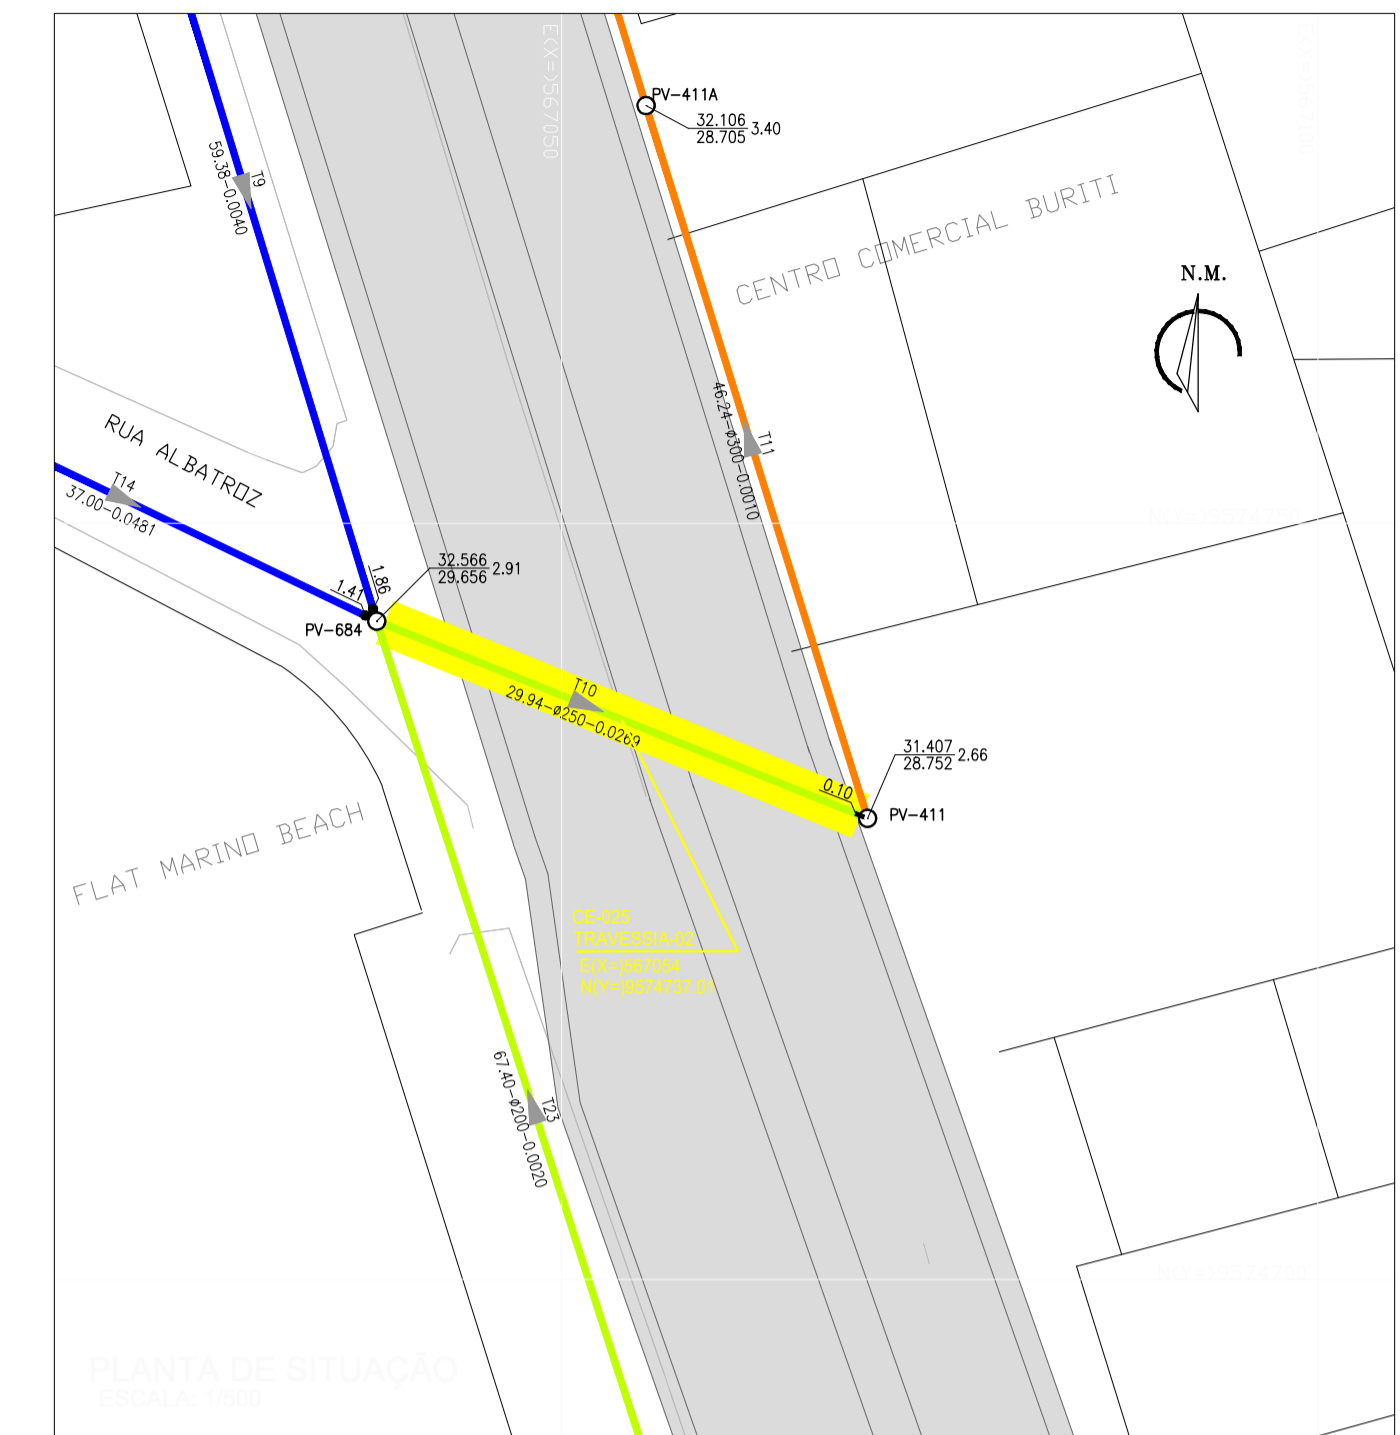 E(X=)567050
PV-411A
32.106
28.705
3.40
T9
59.38-0.0040
CENTRO COMERCIAL BURITI
N.M.
RUA ALBATROZ
T14
37.00-0.0481
T11
46.24-ø300-0.0010
32.566
29.656
2.91
1.86
1.41
PV-684
T10
29.94-ø250-0.0269
31.407
28.752
2.66
0.10
PV-411
FLAT MARINO BEACH
CE-025
TRAVESSIA-02
E(X=)567054
N(Y=)9574737.01
T23
67.40-ø200-0.0020
PLANTA DE SITUAÇÃO
ESCALA: 1/500